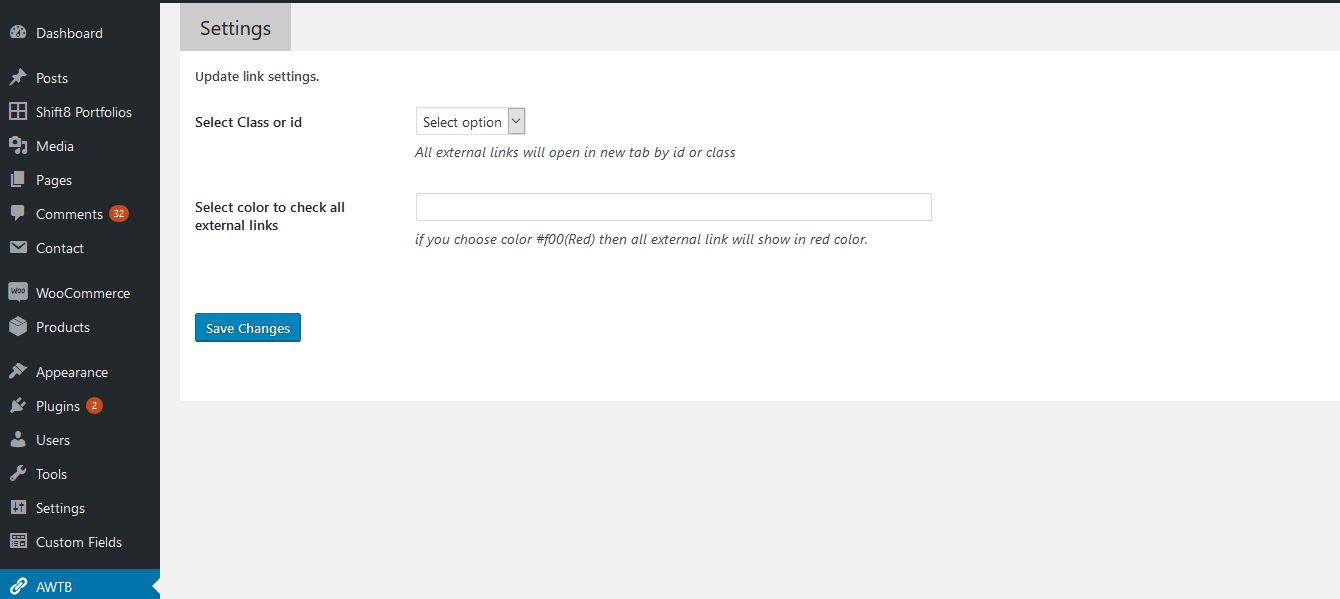 Dashboard
Posts
Shift8 Portfolios
Media
Pages
Comments 32
Contact
WOO WooCommerce
Products
Appearance
Plugins 2
Users
Tools
Settings
Custom Fields
AWTB
Settings
Update link settings.
Select Class or id
Select option
All external links will open in new tab by id or class
Select color to check all
external links
if you choose color #f00(Red) then all external link will show in red color.
Save Changes